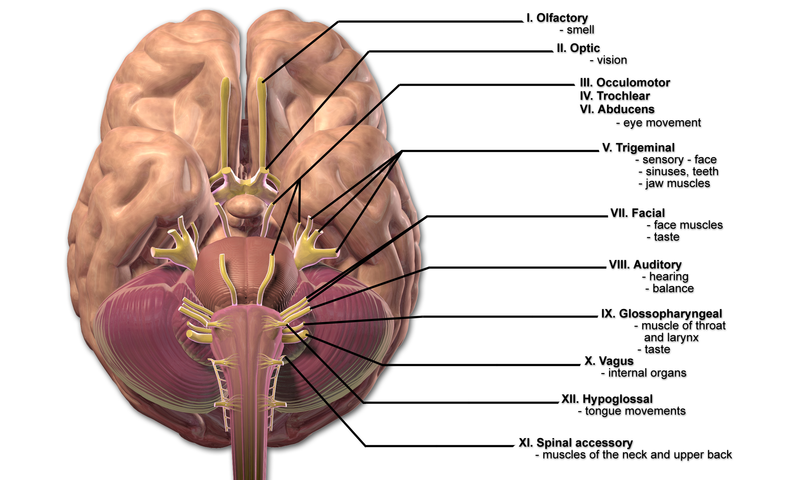 I. Olfactory
- smell
II. Optic
- vision
III. Occulomotor
IV. Trochlear
VI. Abducens
- eye movement
V. Trigeminal
- sensory - face
- sinuses, teeth
- jaw muscles
VII. Facial
- face muscles
- taste
VIII. Auditory
- hearing
- balance
IX. Glossopharyngeal
- muscle of throat
and larynx
- taste
X. Vagus
- internal organs
XII. Hypoglossal
- tongue movements
XI. Spinal accessory
- muscles of the neck and upper back